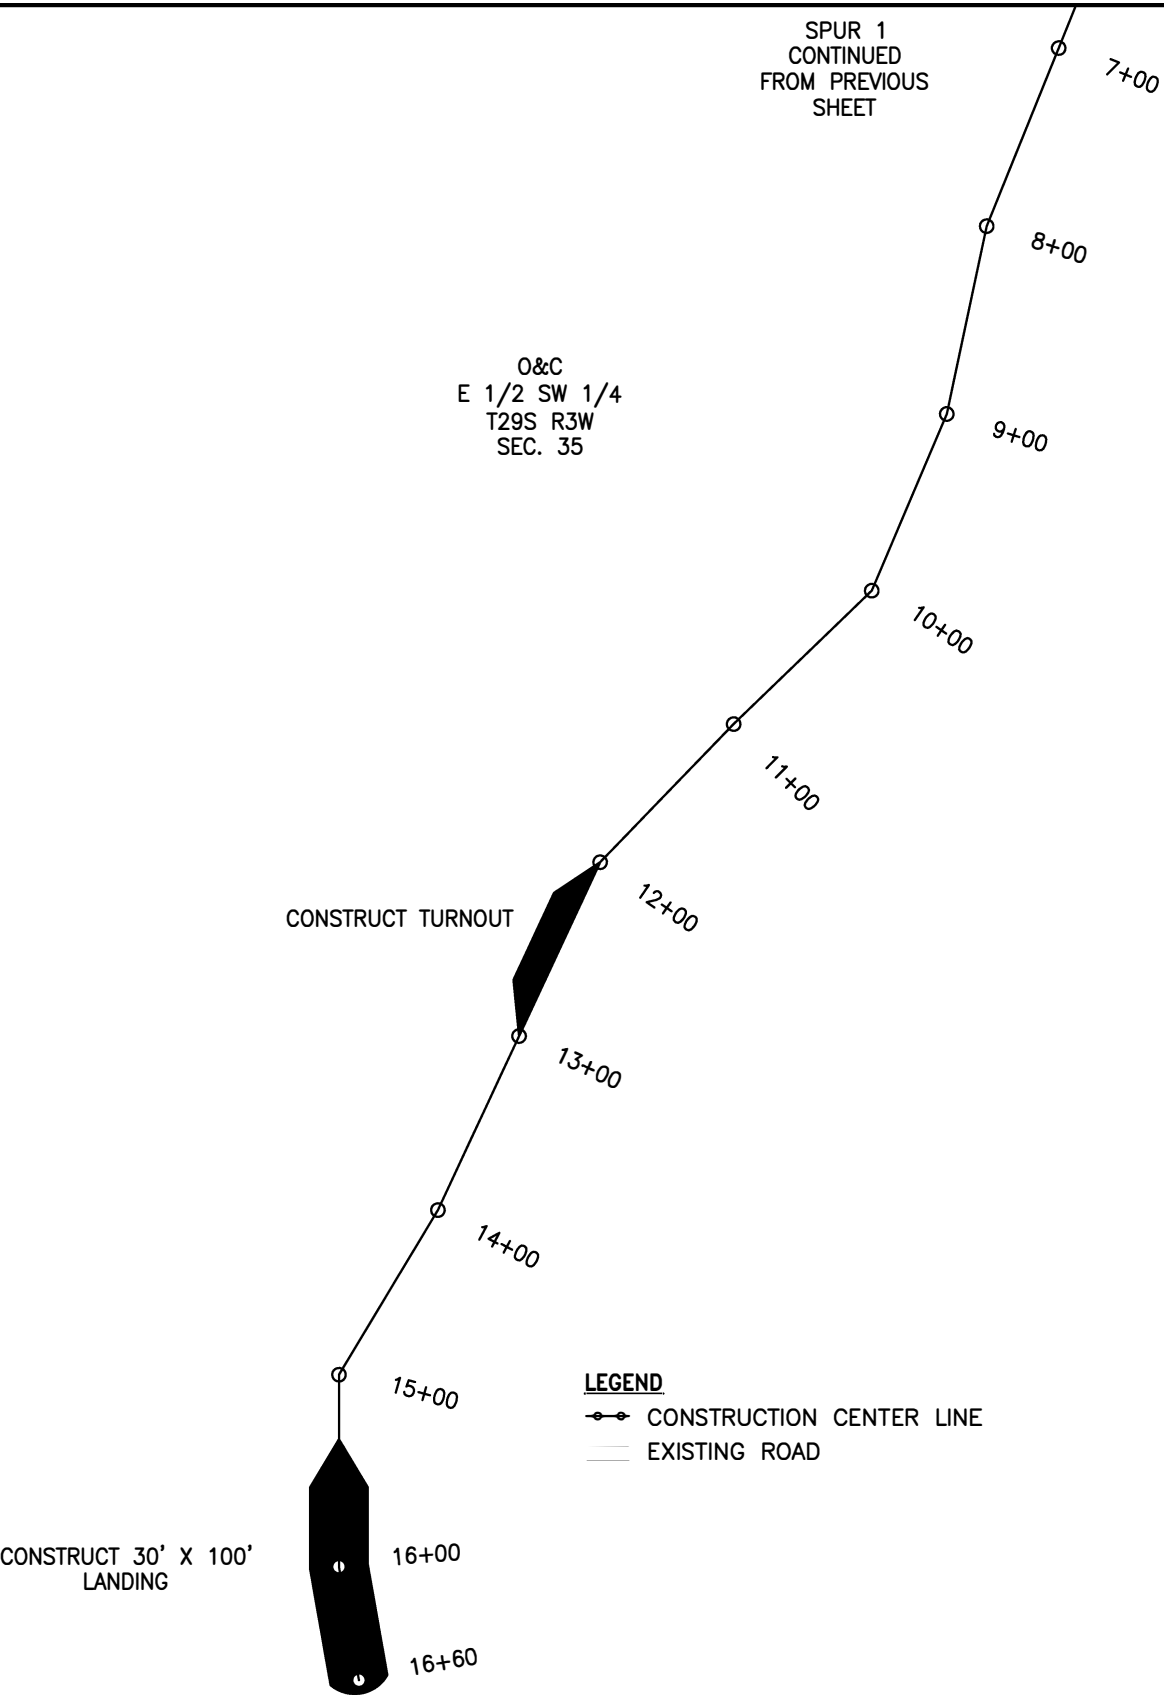 SPUR 1
CONTINUED
FROM PREVIOUS
SHEET
7+00
8+00
O&C
E 1/2 SW 1/4
T29S R3W
SEC. 35
9+00
10+00
11+00
CONSTRUCT TURNOUT
12+00
13+00
14+00
15+00
LEGEND
CONSTRUCTION CENTER LINE
EXISTING ROAD
CONSTRUCT 30' X 100'
LANDING
16+00
16+60